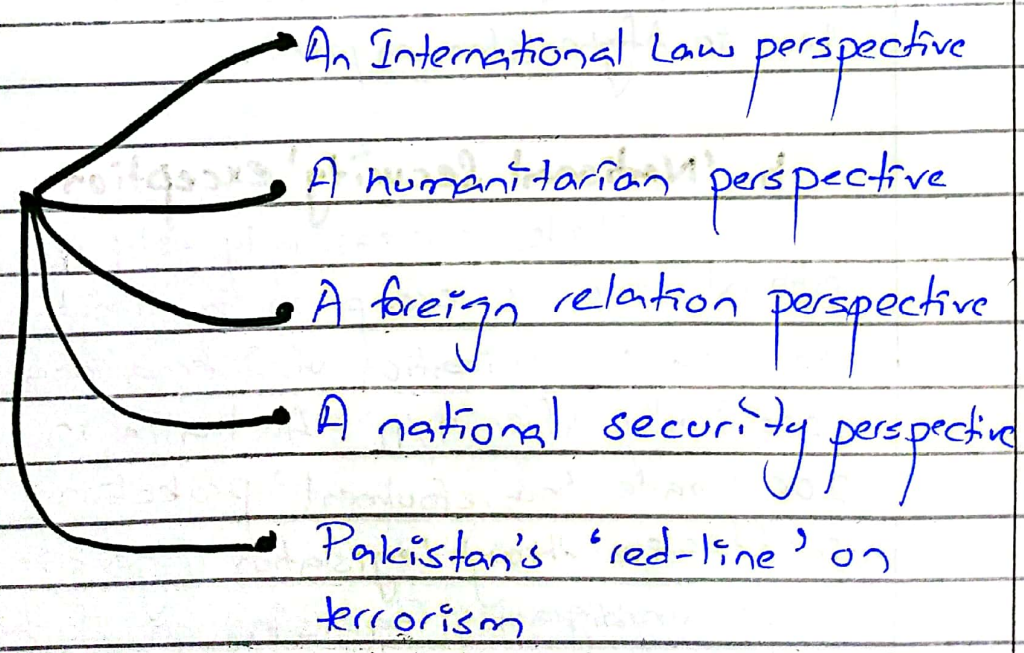 An International Law perspective
A humanitarian perspective
A foreign relation perspective
A national security perspective
Pakistan's 'red-line' on
terrorism